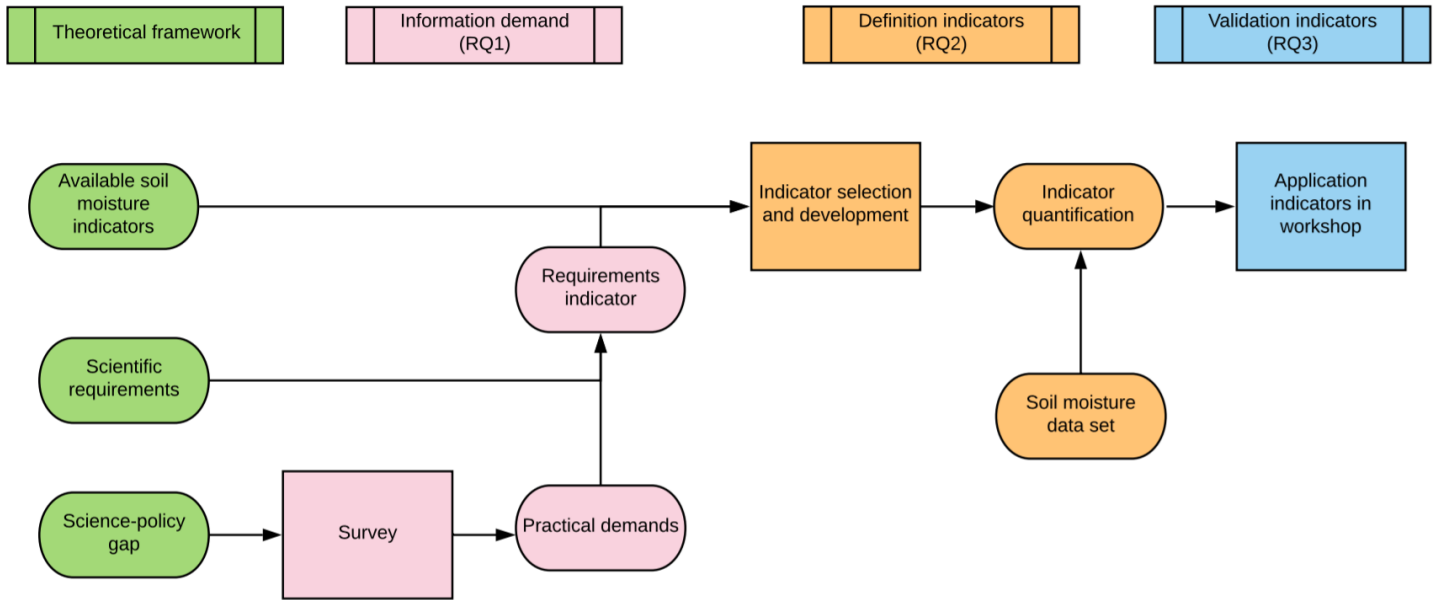 Theoretical framework
Information demand
(RQ1)
Definition indicators
(RQ2)
Validation indicators
(RQ3)
Available soil
moisture
indicators
Indicator selection
and development
Indicator
quantification
Application
indicators in
workshop
Requirements
indicator
Scientific
requirements
Soil moisture
data set
Science-policy
gap
Survey
Practical demands